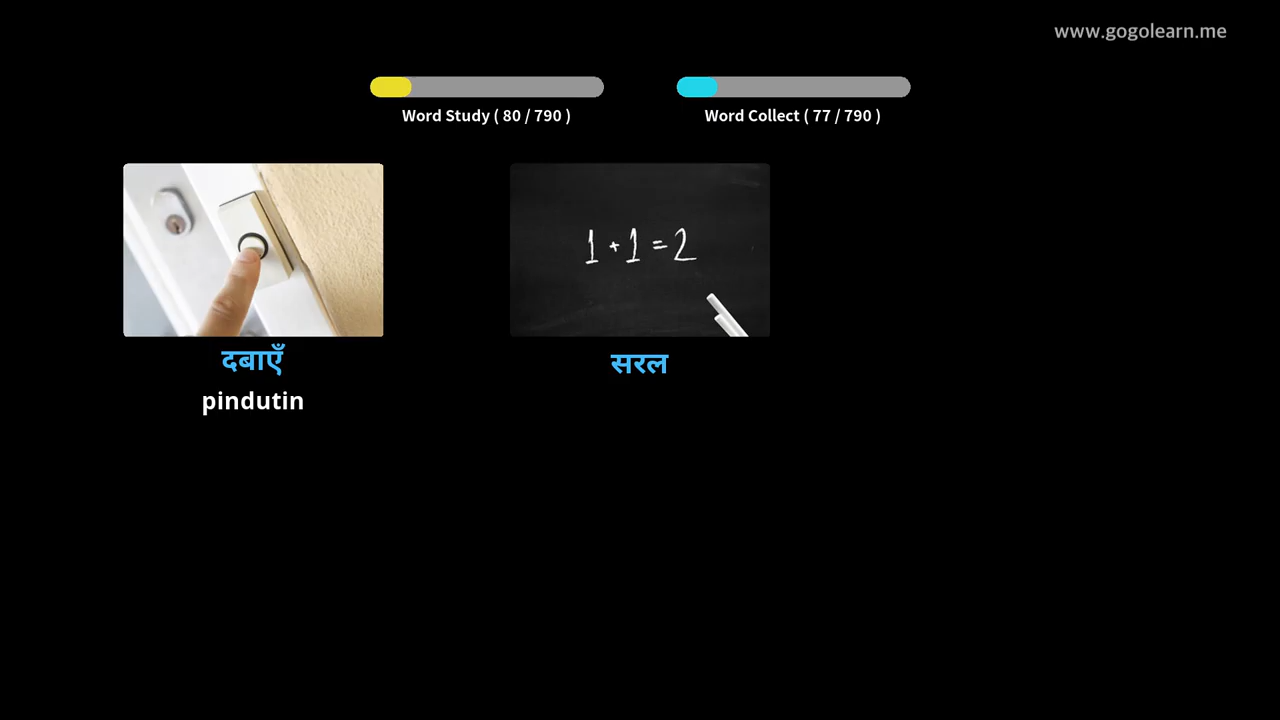 www.gogolearn.me
Word Study ( 80 / 790 )
Word Collect ( 77 / 790 )
1 + 1 = 2
दबाएँ
सरल
pindutin